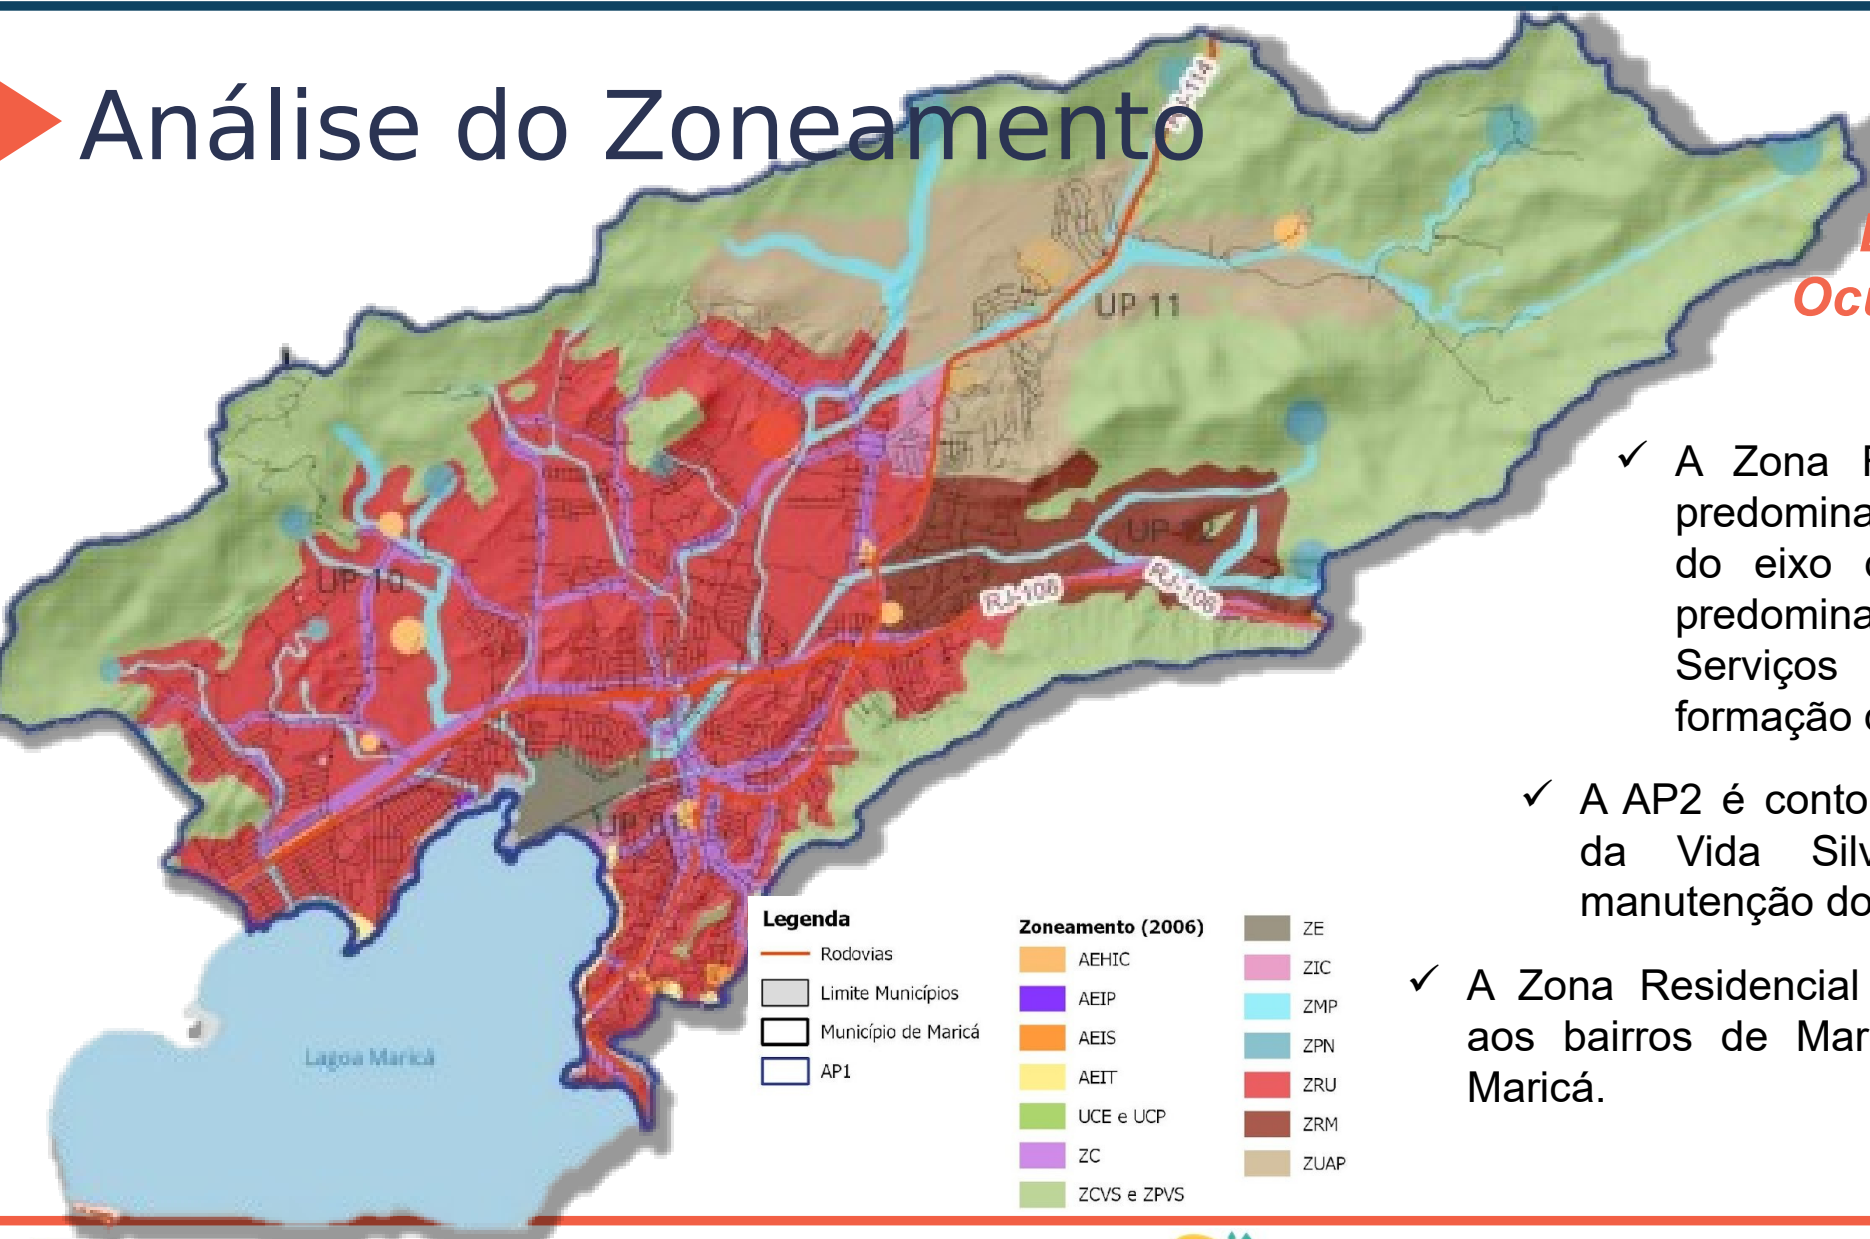 Análise do Zoneamento
UP 11
Ocu
✓ A Zona
predomina
do eixo
predomina
Serviços
formação
UP 10
RJ-106
RJ-106
✓ A AP2 é conto
da Vida Silv
manutenção do
✓ A Zona Residencial
aos bairros de Mar
Maricá.
Lagoa Maricá
Legenda
Rodovias
Limite Municípios
Município de Maricá
AP1
Zoneamento (2006)
AEHIC
AEIP
AEIS
AEIT
UCE e UCP
ZC
ZCVS e ZPVS
ZE
ZIC
ZMP
ZPN
ZRU
ZRM
ZUAP